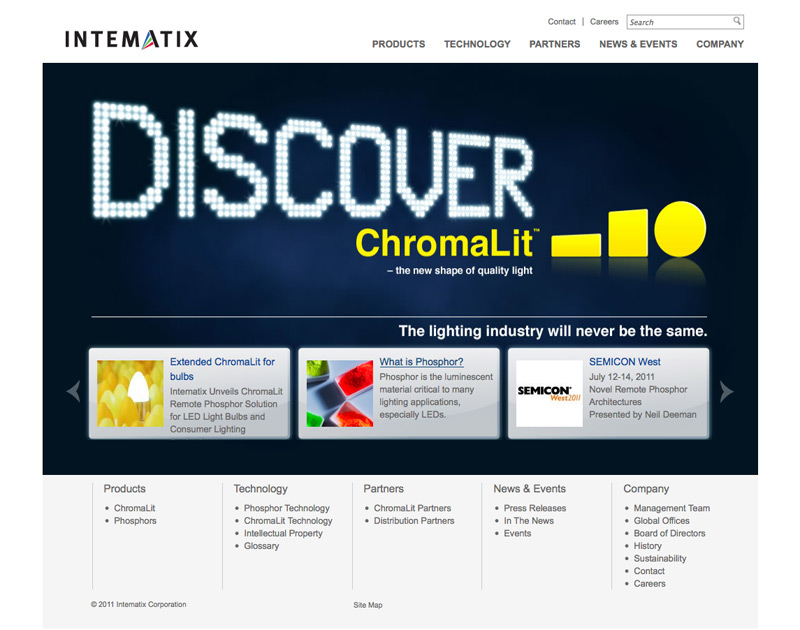 Contact | Careers
Search
INTEMATIX
PRODUCTS TECHNOLOGY PARTNERS NEWS & EVENTS COMPANY
DISCOVER
ChromaLit™
– the new shape of quality light
The lighting industry will never be the same.
Extended ChromaLit for
bulbs
Intematix Unveils ChromaLit
Remote Phosphor Solution
for LED Light Bulbs and
Consumer Lighting
What is Phosphor?
Phosphor is the luminescent
material critical to many
lighting applications,
especially LEDs.
SEMICON
West2011
SEMICON West
July 12-14, 2011
Novel Remote Phosphor
Architectures
Presented by Neil Deeman
Products
ChromaLit
Phosphors
Technology
Phosphor Technology
ChromaLit Technology
Intellectual Property
Glossary
Partners
ChromaLit Partners
Distribution Partners
News & Events
Press Releases
In The News
Events
Company
Management Team
Global Offices
Board of Directors
History
Sustainability
Contact
Careers
© 2011 Intematix Corporation
Site Map